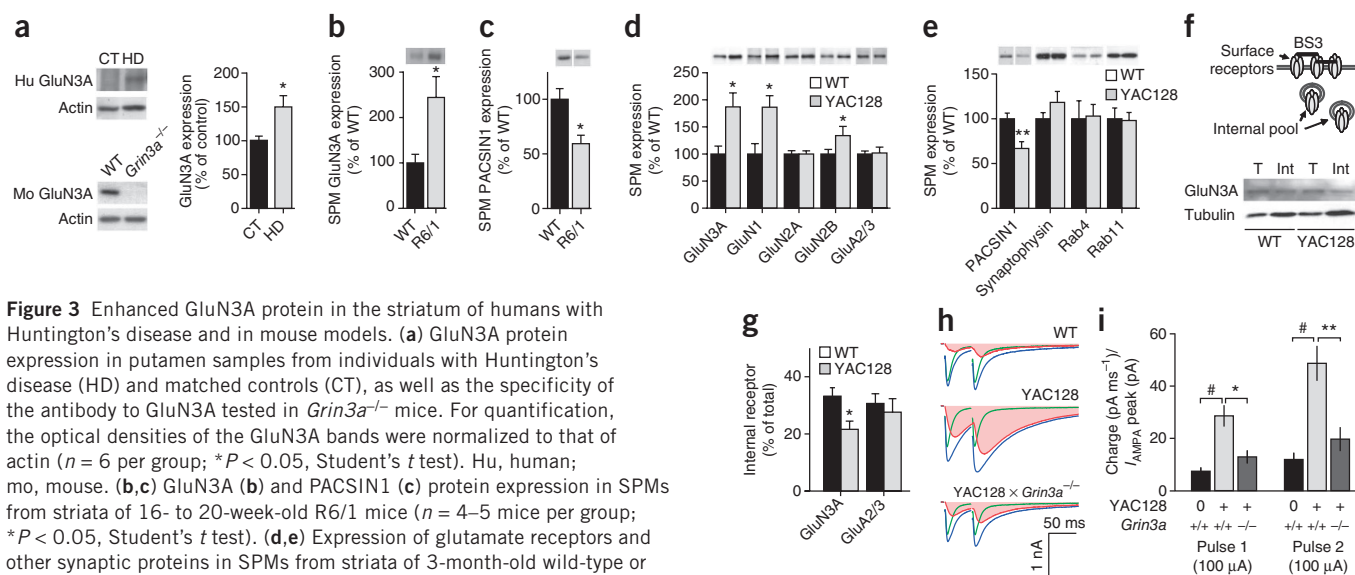 a
CT HD
Hu GluN3A
Actin
WT Grin3a–/–
Mo GluN3A
Actin
GluN3A expression
(% of control)
200
150
100
50
0
*
CT
HD
b
SPM GluN3A expression
(% of WT)
300
200
100
0
*
WT
R6/1
c
SPM PACSIN1 expression
(% of WT)
125
100
75
50
25
0
*
WT
R6/1
d
SPM expression
(% of WT)
250
200
150
100
50
0
WT
YAC128
* * *
GluN3A
GluN1
GluN2A
GluN2B
GluA2/3
e
SPM expression
(% of WT)
200
150
100
50
0
WT
YAC128
**
PACSIN1
Synaptophysin
Rab4
Rab11
f
Surface
receptors
BS3
Internal pool
T Int T Int
GluN3A
Tubulin
WT YAC128
Figure 3 Enhanced GluN3A protein in the striatum of humans with
Huntington’s disease and in mouse models. (a) GluN3A protein
expression in putamen samples from individuals with Huntington’s
disease (HD) and matched controls (CT), as well as the specificity of
the antibody to GluN3A tested in Grin3a–/– mice. For quantification,
the optical densities of the GluN3A bands were normalized to that of
actin (n = 6 per group; *P < 0.05, Student’s t test). Hu, human;
mo, mouse. (b,c) GluN3A (b) and PACSIN1 (c) protein expression in SPMs
from striata of 16- to 20-week-old R6/1 mice (n = 4–5 mice per group;
*P < 0.05, Student’s t test). (d,e) Expression of glutamate receptors and
other synaptic proteins in SPMs from striata of 3-month-old wild-type or
g
Internal receptor
(% of total)
60
40
20
0
WT
YAC128
*
GluN3A
GluA2/3
h
WT
YAC128
YAC128 × Grin3a–/–
50 ms
1 nA
i
Charge (pA ms–1)/
IAMPA peak (pA)
60
40
20
0
# *
# **
YAC128 0 + + 0 + +
Grin3a +/+ +/+ –/– +/+ +/+ –/–
Pulse 1 Pulse 2
(100 µA) (100 µA)